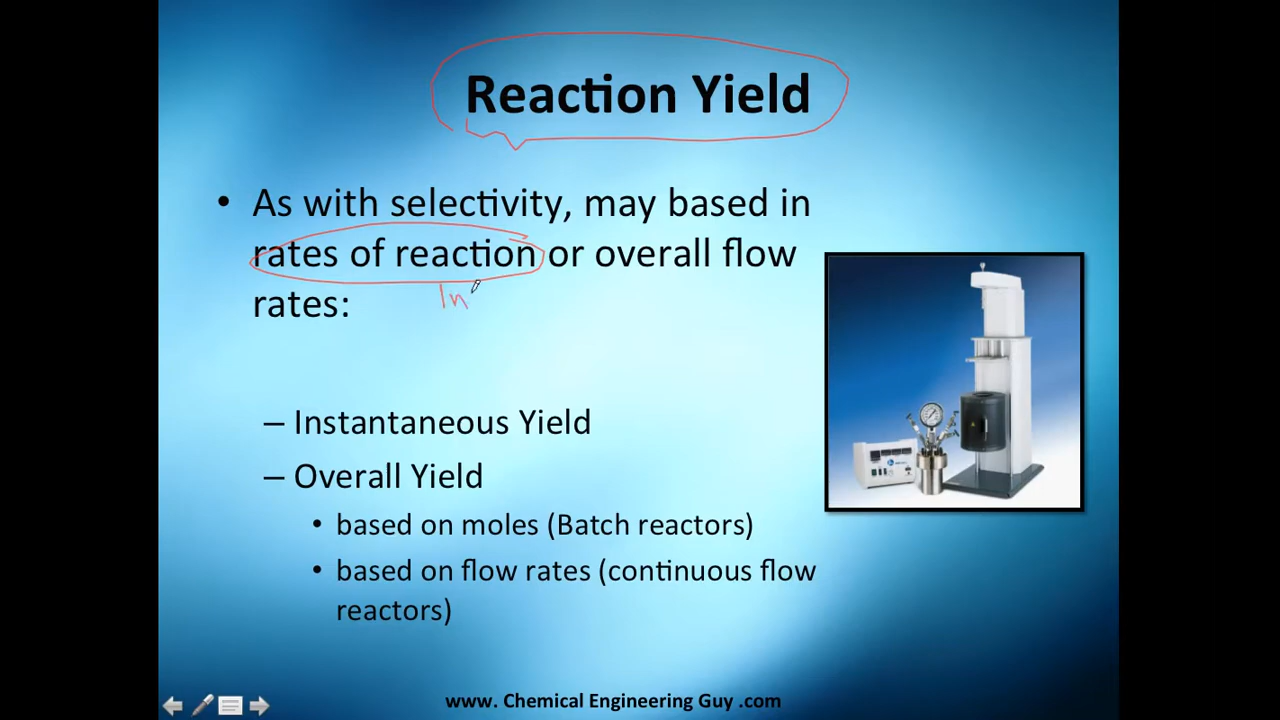 Reaction Yield
• As with selectivity, may based in
rates of reaction or overall flow
rates:
In
– Instantaneous Yield
– Overall Yield
• based on moles (Batch reactors)
• based on flow rates (continuous flow
reactors)
www. Chemical Engineering Guy .com